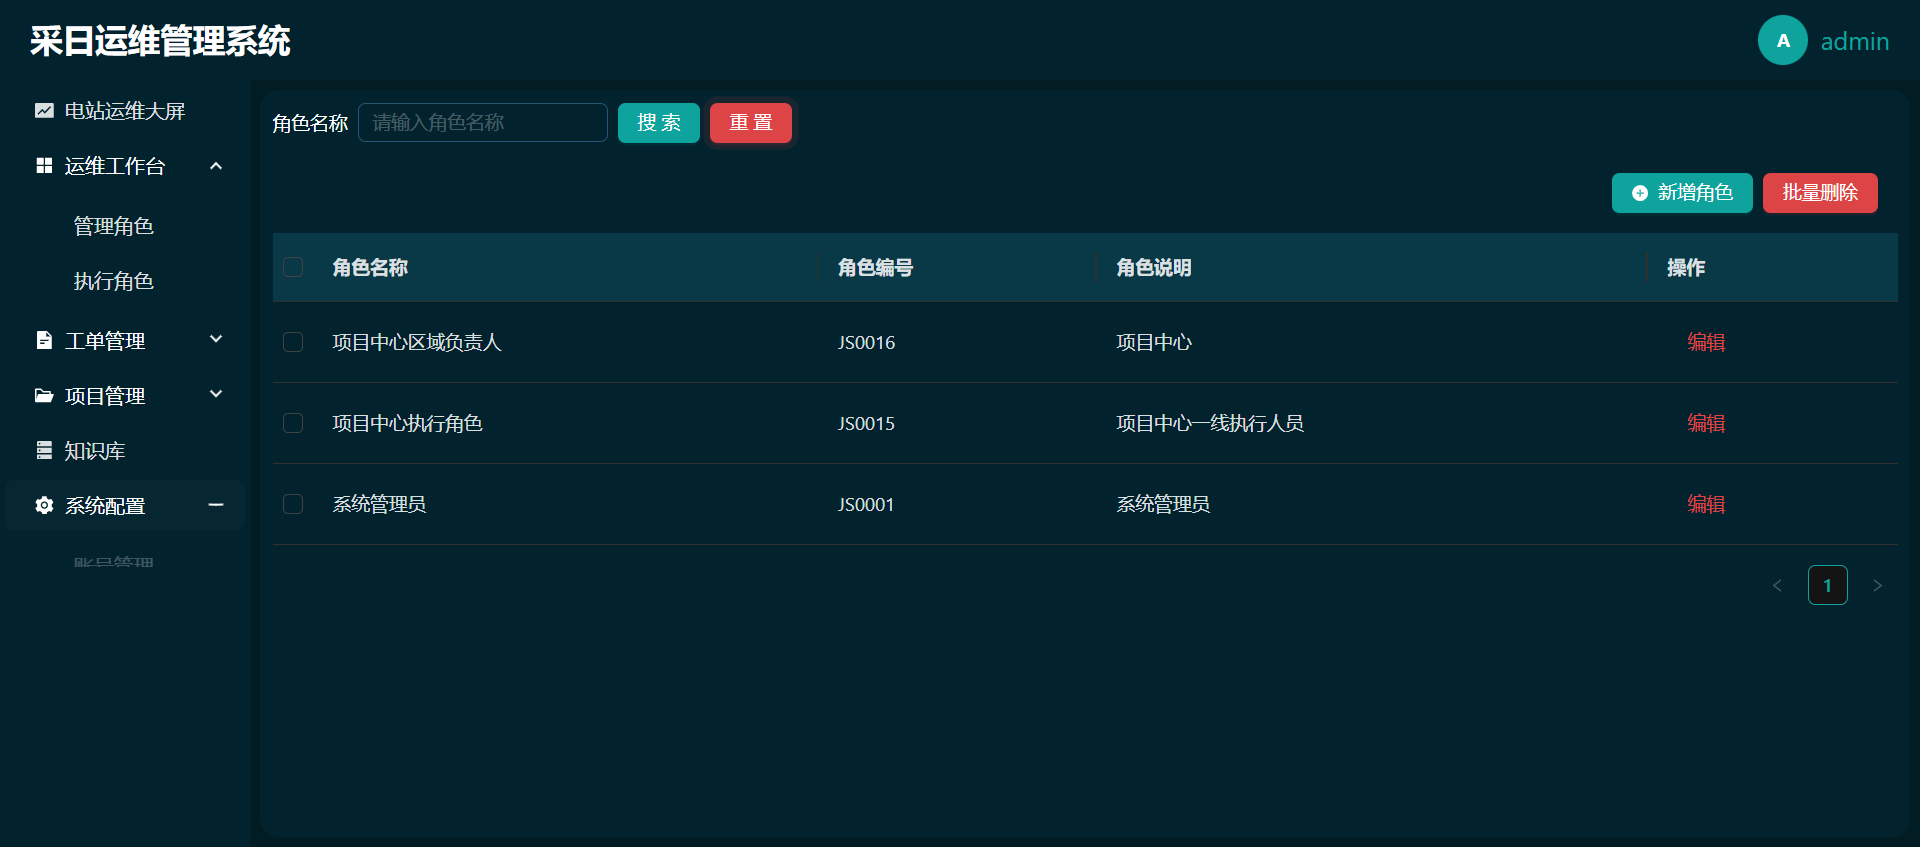 采日运维管理系统
A admin
电站运维大屏
运维工作台
管理角色
执行角色
工单管理
项目管理
知识库
系统配置
账号管理
角色名称 请输入角色名称 搜索 重置
新增角色 批量删除
角色名称 角色编号 角色说明 操作
项目中心区域负责人 JS0016 项目中心 编辑
项目中心执行角色 JS0015 项目中心一线执行人员 编辑
系统管理员 JS0001 系统管理员 编辑
1